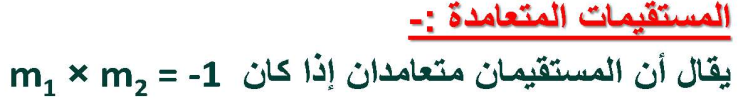 المستقيمات المتعامدة :-
يقال أن المستقيمان متعامدان إذا كان m₁ × m₂ = -1